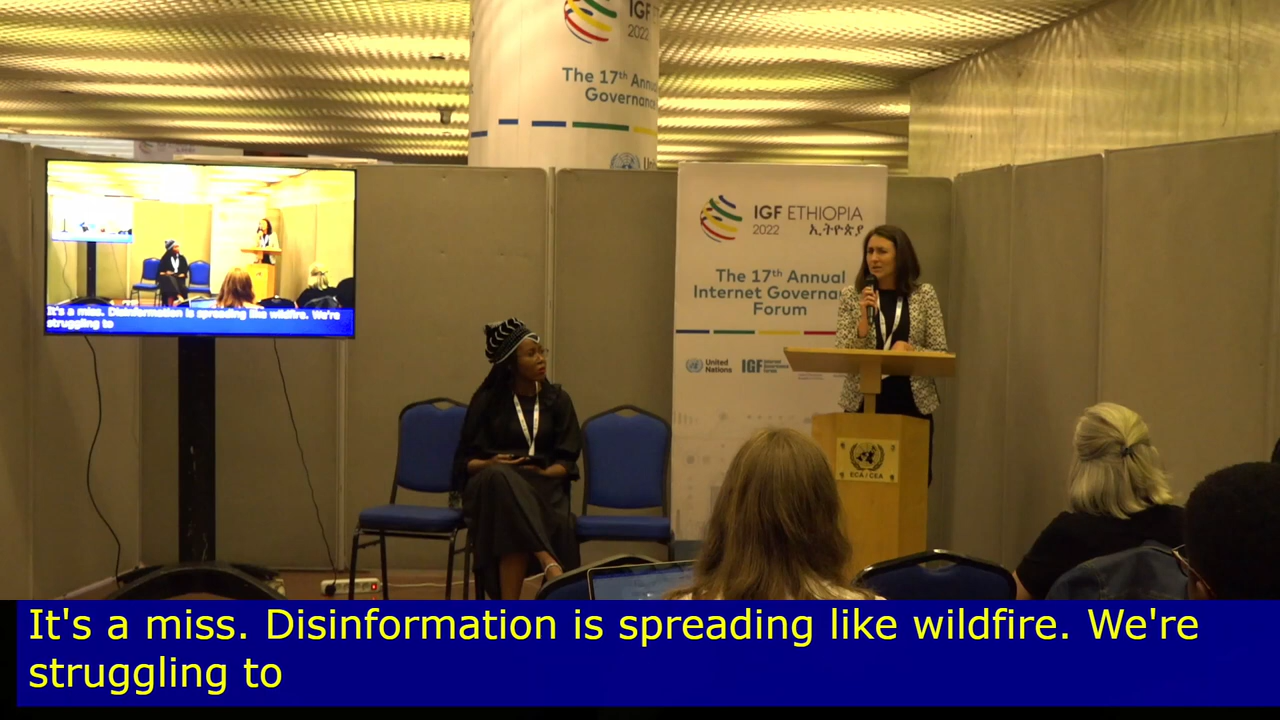 IGF
2022
The 17th Annual
Governance
IGF ETHIOPIA
2022 ኢትዮጵያ
The 17th Annual
Internet Governa
Forum
United
Nations
IGF
ECA / CEA
It's a miss. Disinformation is spreading like wildfire. We're
struggling to
It's a miss. Disinformation is spreading like wildfire. We're
struggling to